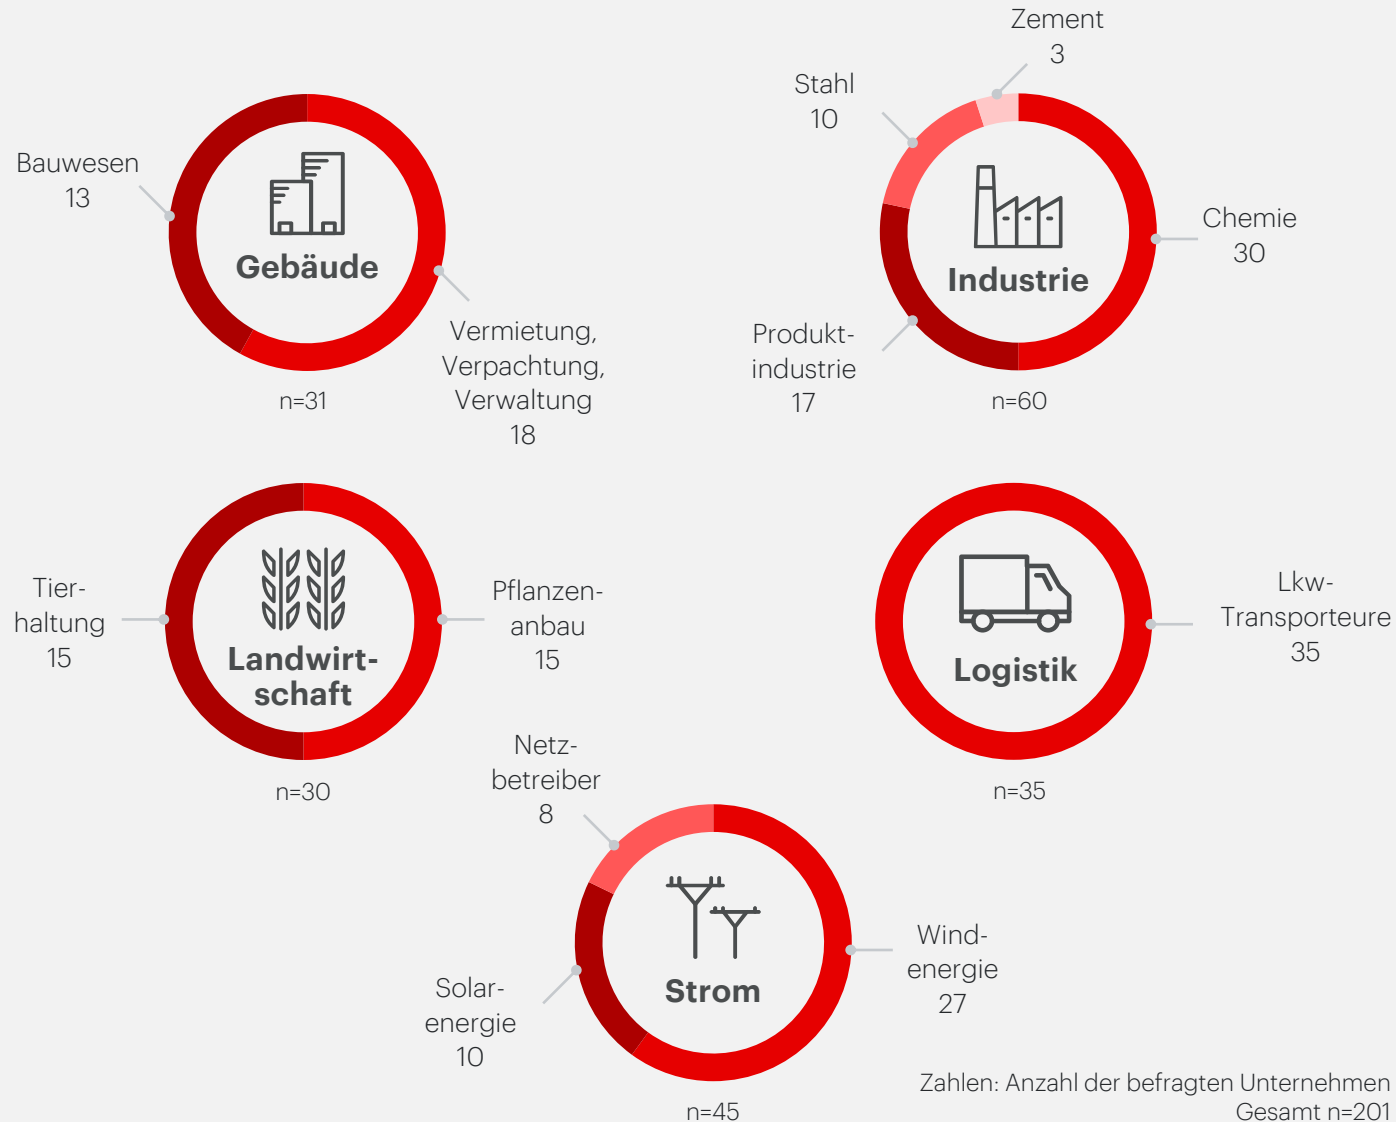 Bauwesen
13
Gebäude
Vermietung,
Verpachtung,
Verwaltung
18
n=31
Zement
3
Stahl
10
Chemie
30
Industrie
Produkt-
industrie
17
n=60
Tier-
haltung
15
Landwirt-
schaft
Pflanzen-
anbau
15
n=30
Logistik
Lkw-
Transporteure
35
n=35
Netz-
betreiber
8
Strom
Wind-
energie
27
Solar-
energie
10
n=45
Zahlen: Anzahl der befragten Unternehmen
Gesamt n=201